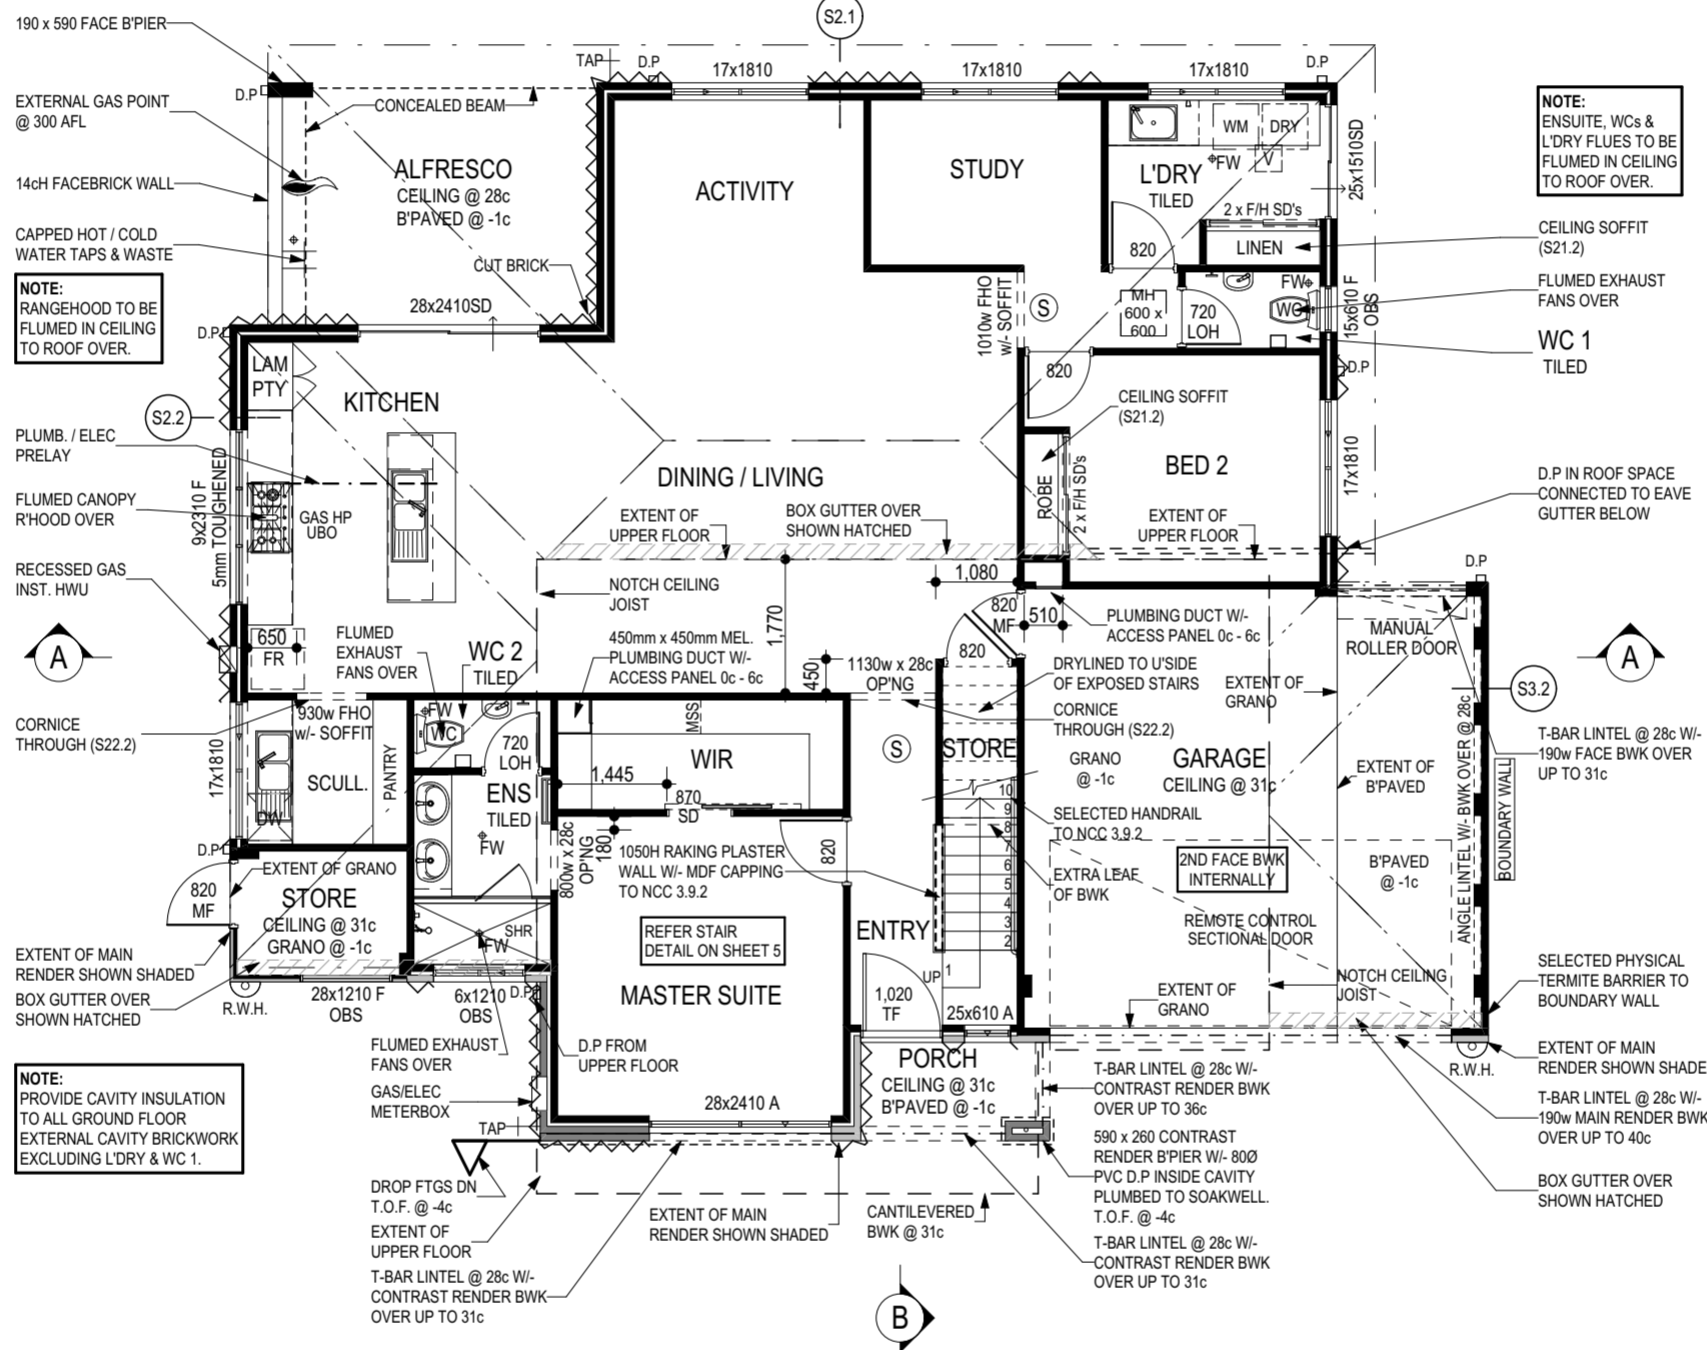 S2.1
190 x 590 FACE B'PIER
TAP
D.P
17x1810
17x1810
17x1810
D.P
D.P
EXTERNAL GAS POINT
@ 300 AFL
CONCEALED BEAM
14cH FACEBRICK WALL
CAPPED HOT / COLD
WATER TAPS & WASTE
NOTE:
RANGEHOOD TO BE
FLUMED IN CEILING
TO ROOF OVER.
ALFRESCO
CEILING @ 28c
B'PAVED @ -1c
CUT BRICK
28x2410SD
D.P
ACTIVITY
STUDY
WM
DRY
FW
V
L'DRY
TILED
25x1510SD
2 x F/H SD's
LINEN
820
NOTE:
ENSUITE, WCs &
L'DRY FLUES TO BE
FLUMED IN CEILING
TO ROOF OVER.
CEILING SOFFIT
(S21.2)
FLUMED EXHAUST
FANS OVER
WC 1
TILED
1010w FHO
w/- SOFFIT
S
MH
600 x
600
720
LOH
FW
WC
15x610 F
OBS
D.P
820
CEILING SOFFIT
(S21.2)
LAM
PTY
KITCHEN
S2.2
PLUMB. / ELEC
PRELAY
FLUMED CANOPY
R'HOOD OVER
RECESSED GAS
INST. HWU
9x2310 F
5mm TOUGHENED
GAS HP
UBO
DINING / LIVING
EXTENT OF
UPPER FLOOR
BOX GUTTER OVER
SHOWN HATCHED
ROBE
2 x F/H SD's
BED 2
EXTENT OF
UPPER FLOOR
17x1810
D.P IN ROOF SPACE
CONNECTED TO EAVE
GUTTER BELOW
D.P
NOTCH CEILING
JOIST
1,770
1,080
820
MF
510
820
PLUMBING DUCT W/-
ACCESS PANEL 0c - 6c
MANUAL
ROLLER DOOR
A
A
650
FR
FLUMED
EXHAUST
FANS OVER
WC 2
TILED
450mm x 450mm MEL.
PLUMBING DUCT W/-
ACCESS PANEL 0c - 6c
450
1130w x 28c
OP'NG
DRYLINED TO U'SIDE
OF EXPOSED STAIRS
EXTENT OF
GRANO
S3.2
CORNICE
THROUGH (S22.2)
930w FHO
w/- SOFFIT
FW
WC
720
LOH
MSS
WIR
S
STORE
CORNICE
THROUGH (S22.2)
GRANO
@ -1c
GARAGE
CEILING @ 31c
EXTENT OF
B'PAVED
T-BAR LINTEL @ 28c W/-
190w FACE BWK OVER
UP TO 31c
17x1810
SCULL.
PANTRY
DW
ENS
TILED
FW
1,445
870
SD
180
800w x 28c
OP'NG
820
10
9
8
7
6
5
4
3
2
1
SELECTED HANDRAIL
TO NCC 3.9.2
ANGLE LINTEL W/- BWK OVER @ 28c
BOUNDARY WALL
D.P
EXTENT OF GRANO
820
MF
STORE
CEILING @ 31c
GRANO @ -1c
1050H RAKING PLASTER
WALL W/- MDF CAPPING
TO NCC 3.9.2
EXTRA LEAF
OF BWK
2ND FACE BWK
INTERNALLY
B'PAVED
@ -1c
REFER STAIR
DETAIL ON SHEET 5
ENTRY
REMOTE CONTROL
SECTIONAL DOOR
SHR
FW
EXTENT OF MAIN
RENDER SHOWN SHADED
BOX GUTTER OVER
SHOWN HATCHED
R.W.H.
28x1210 F
OBS
6x1210
OBS
D.P
MASTER SUITE
UP
1,020
TF
25x610 A
EXTENT OF
GRANO
NOTCH CEILING
JOIST
SELECTED PHYSICAL
TERMITE BARRIER TO
BOUNDARY WALL
FLUMED EXHAUST
FANS OVER
D.P FROM
UPPER FLOOR
GAS/ELEC
METERBOX
TAP
28x2410 A
PORCH
CEILING @ 31c
B'PAVED @ -1c
T-BAR LINTEL @ 28c W/-
CONTRAST RENDER BWK
OVER UP TO 36c
R.W.H.
EXTENT OF MAIN
RENDER SHOWN SHADE
T-BAR LINTEL @ 28c W/-
190w MAIN RENDER BWK
OVER UP TO 40c
NOTE:
PROVIDE CAVITY INSULATION
TO ALL GROUND FLOOR
EXTERNAL CAVITY BRICKWORK
EXCLUDING L'DRY & WC 1.
590 x 260 CONTRAST
RENDER B'PIER W/- 80Ø
PVC D.P INSIDE CAVITY
PLUMBED TO SOAKWELL.
T.O.F. @ -4c
BOX GUTTER OVER
SHOWN HATCHED
DROP FTGS DN
T.O.F. @ -4c
EXTENT OF
UPPER FLOOR
EXTENT OF MAIN
RENDER SHOWN SHADED
CANTILEVERED
BWK @ 31c
T-BAR LINTEL @ 28c W/-
CONTRAST RENDER BWK
OVER UP TO 31c
T-BAR LINTEL @ 28c W/-
CONTRAST RENDER BWK
OVER UP TO 31c
B